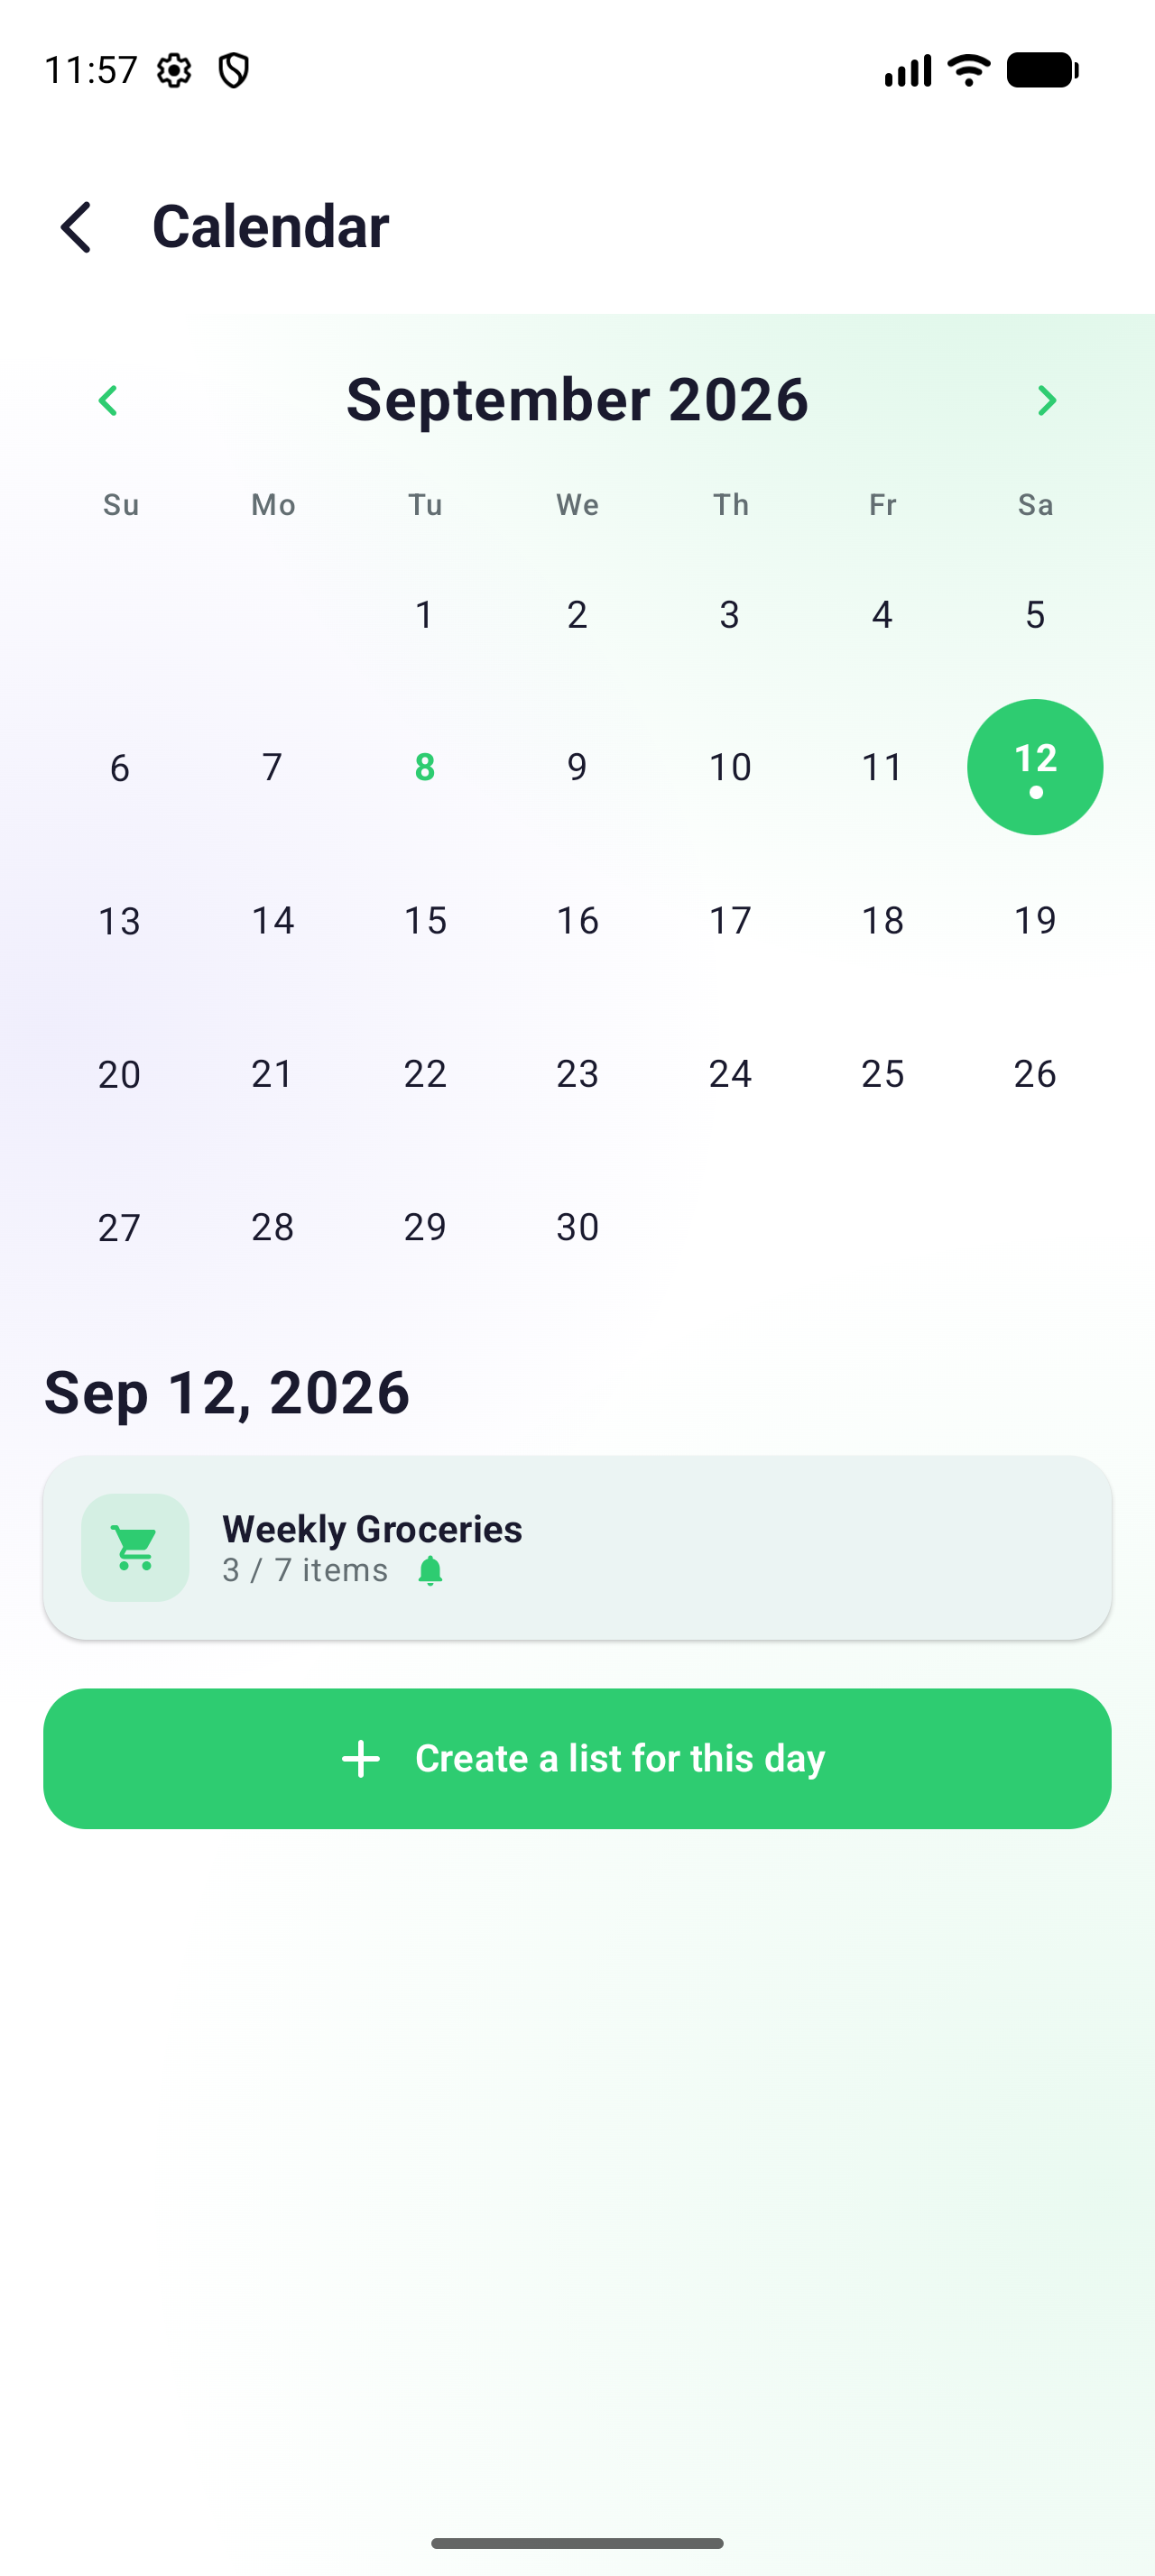 11:57
Calendar
September 2026
Su Mo Tu We Th Fr Sa
1 2 3 4 5
6 7 8 9 10 11 12
13 14 15 16 17 18 19
20 21 22 23 24 25 26
27 28 29 30
Sep 12, 2026
Weekly Groceries
3 / 7 items
Create a list for this day